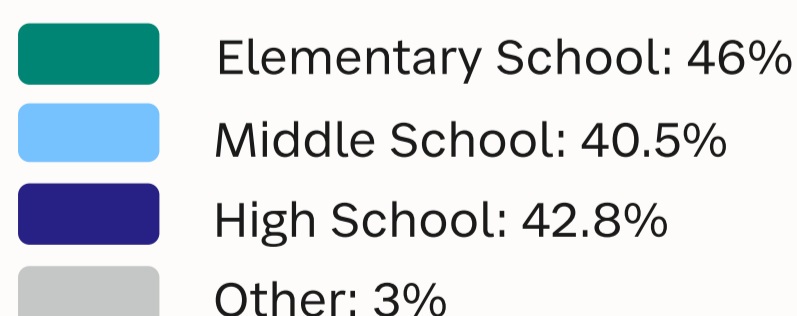 Elementary School: 46%
Middle School: 40.5%
High School: 42.8%
Other: 3%